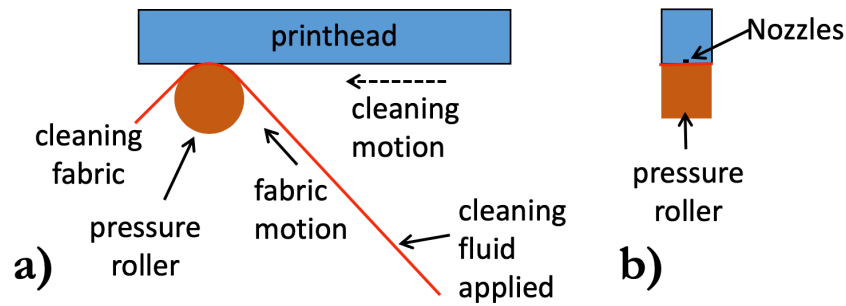 printhead
Nozzles
cleaning
motion
cleaning
fabric
fabric
motion
pressure
roller
pressure
roller
cleaning
fluid
applied
a)
b)